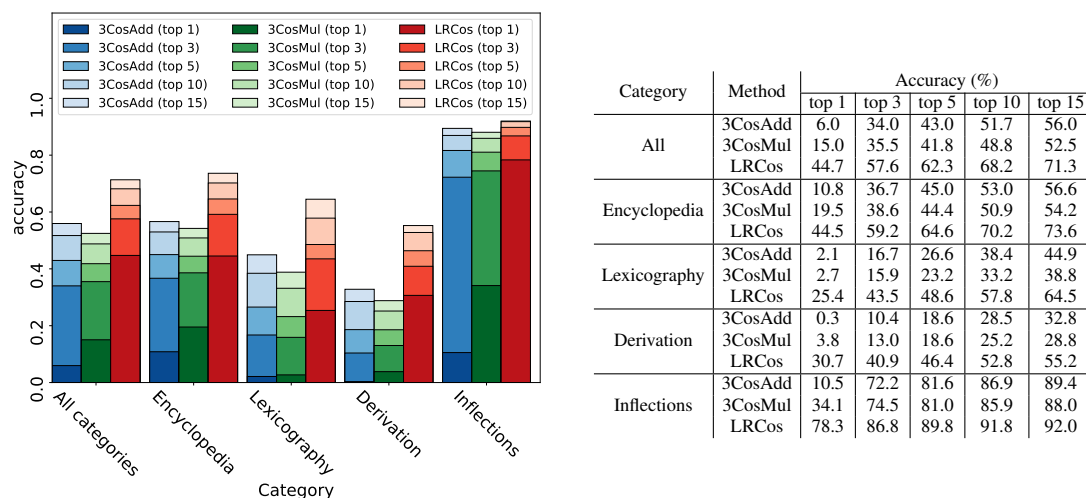 3CosAdd (top 1) 3CosMul (top 1) LRCos (top 1)
3CosAdd (top 3) 3CosMul (top 3) LRCos (top 3)
3CosAdd (top 5) 3CosMul (top 5) LRCos (top 5)
3CosAdd (top 10) 3CosMul (top 10) LRCos (top 10)
3CosAdd (top 15) 3CosMul (top 15) LRCos (top 15)
accuracy
1.0
0.8
0.6
0.4
0.2
0.0
All categories
Encyclopedia
Lexicography
Derivation
Inflections
Category
Category Method Accuracy (%)
top 1 top 3 top 5 top 10 top 15
All
3CosAdd 6.0 34.0 43.0 51.7 56.0
3CosMul 15.0 35.5 41.8 48.8 52.5
LRCos 44.7 57.6 62.3 68.2 71.3
Encyclopedia
3CosAdd 10.8 36.7 45.0 53.0 56.6
3CosMul 19.5 38.6 44.4 50.9 54.2
LRCos 44.5 59.2 64.6 70.2 73.6
Lexicography
3CosAdd 2.1 16.7 26.6 38.4 44.9
3CosMul 2.7 15.9 23.2 33.2 38.8
LRCos 25.4 43.5 48.6 57.8 64.5
Derivation
3CosAdd 0.3 10.4 18.6 28.5 32.8
3CosMul 3.8 13.0 18.6 25.2 28.8
LRCos 30.7 40.9 46.4 52.8 55.2
Inflections
3CosAdd 10.5 72.2 81.6 86.9 89.4
3CosMul 34.1 74.5 81.0 85.9 88.0
LRCos 78.3 86.8 89.8 91.8 92.0